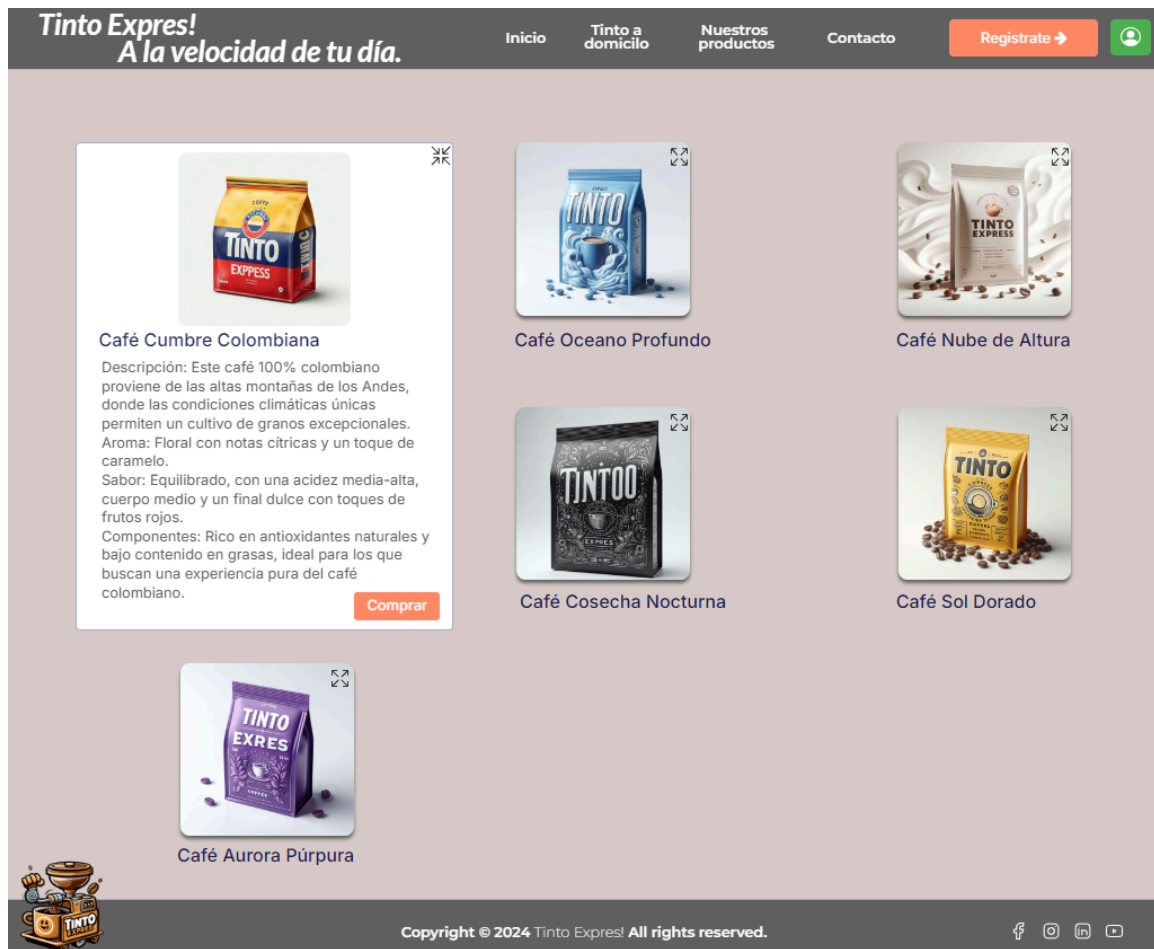 Tinto Expres!
A la velocidad de tu día.
Inicio
Tinto a
domicilo
Nuestros
productos
Contacto
Registrate
CAFFÉ
TINTO
EXPPESS
TINTO
TINTO
EXPRESS
Café Cumbre Colombiana
Café Oceano Profundo
Café Nube de Altura
Descripción: Este café 100% colombiano
proviene de las altas montañas de los Andes,
donde las condiciones climáticas únicas
permiten un cultivo de granos excepcionales.
Aroma: Floral con notas cítricas y un toque de
caramelo.
Sabor: Equilibrado, con una acidez media-alta,
cuerpo medio y un final dulce con toques de
frutos rojos.
Componentes: Rico en antioxidantes naturales y
bajo contenido en grasas, ideal para los que
buscan una experiencia pura del café
colombiano.
Comprar
TINTOO
EXPRES
TINTO
Café Cosecha Nocturna
Café Sol Dorado
TINTO
EXRES
Café Aurora Púrpura
TINTO
Copyright © 2024 Tinto Expres! All rights reserved.